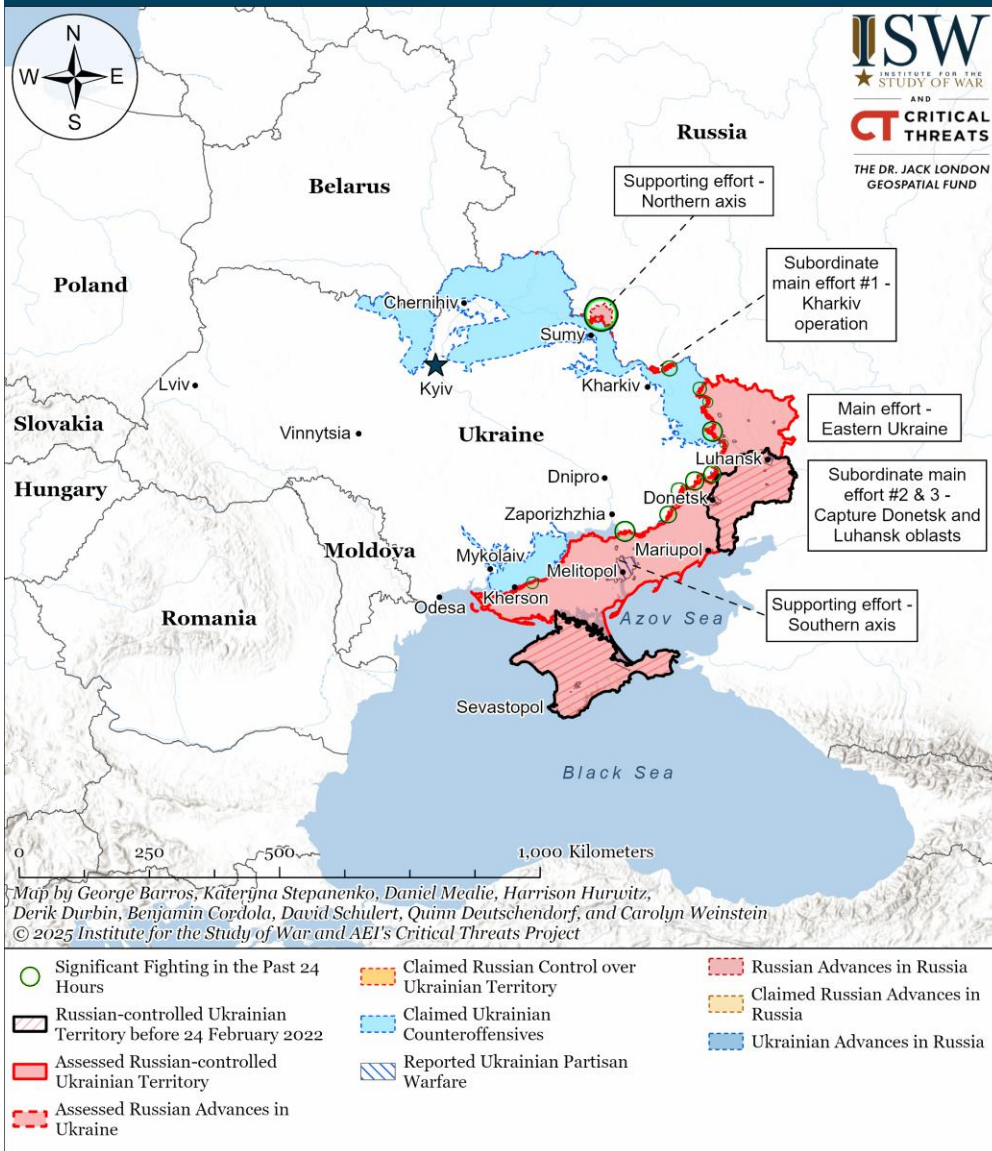 N
W
E
S
ISW
INSTITUTE FOR THE
STUDY OF WAR
AND
CT CRITICAL
THREATS
THE DR. JACK LONDON
GEOSPATIAL FUND
Russia
Belarus
Supporting effort -
Northern axis
Poland
Subordinate
main effort #1 -
Kharkiv
operation
Chernihiv
Sumy
Kyiv
Kharkiv
Lviv
Slovakia
Vinnytsia
Ukraine
Main effort -
Eastern Ukraine
Luhansk
Hungary
Dnipro
Donetsk
Subordinate main
effort #2 & 3 -
Capture Donetsk and
Luhansk oblasts
Zaporizhzhia
Moldova
Mykolaiv
Mariupol
Melitopol
Kherson
Odesa
Romania
Azov Sea
Supporting effort -
Southern axis
Sevastopol
Black Sea
0 250 500 1,000 Kilometers
Map by George Barros, Kateryna Stepanenko, Daniel Mealie, Harrison Hurwitz,
Derik Durbin, Benjamin Cordola, David Schulert, Quinn Deutschendorf, and Carolyn Weinstein
© 2025 Institute for the Study of War and AEI's Critical Threats Project
Significant Fighting in the Past 24
Hours
Russian-controlled Ukrainian
Territory before 24 February 2022
Assessed Russian-controlled
Ukrainian Territory
Assessed Russian Advances in
Ukraine
Claimed Russian Control over
Ukrainian Territory
Claimed Ukrainian
Counteroffensives
Reported Ukrainian Partisan
Warfare
Russian Advances in Russia
Claimed Russian Advances in
Russia
Ukrainian Advances in Russia